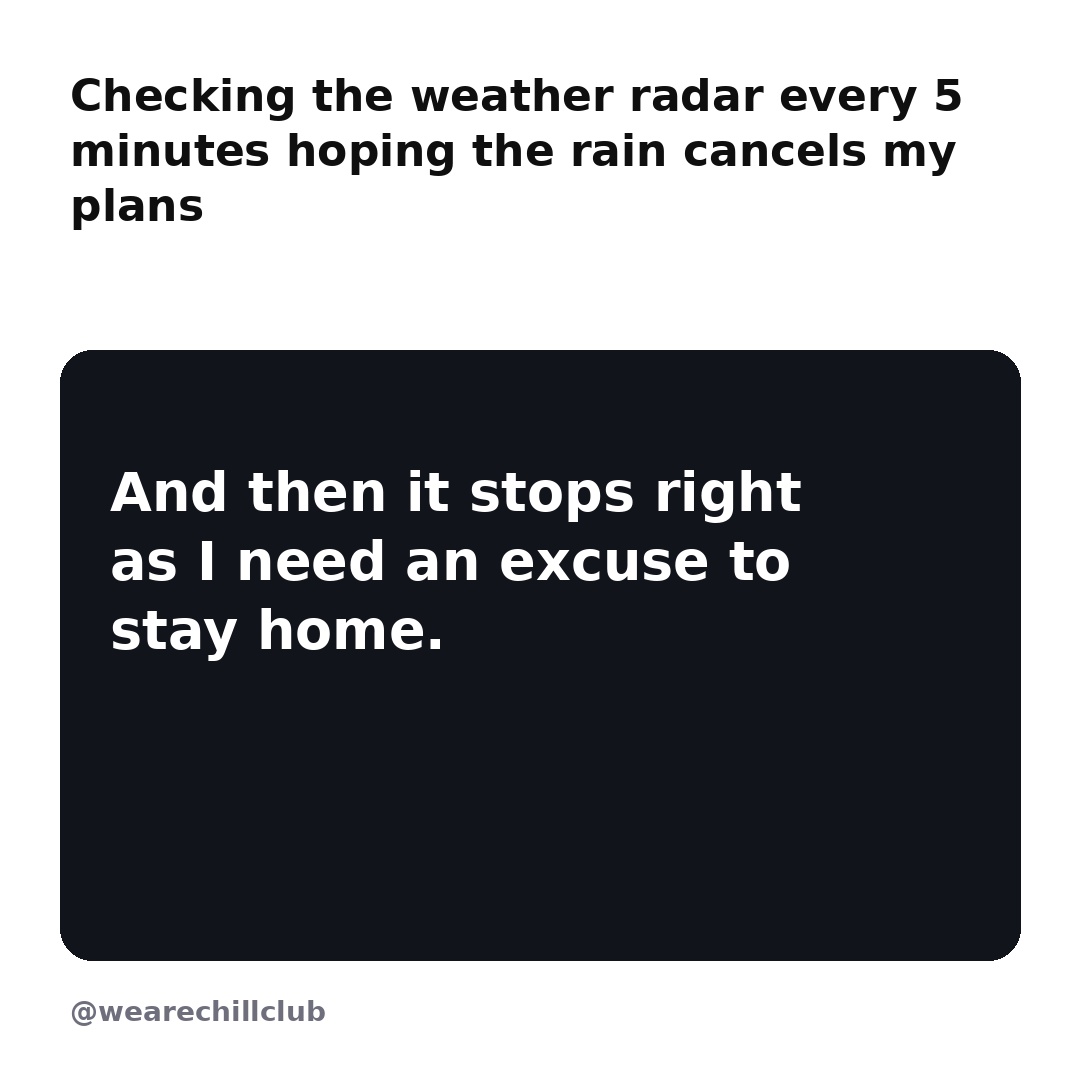 Checking the weather radar every 5
minutes hoping the rain cancels my
plans
And then it stops right
as I need an excuse to
stay home.
@wearechillclub